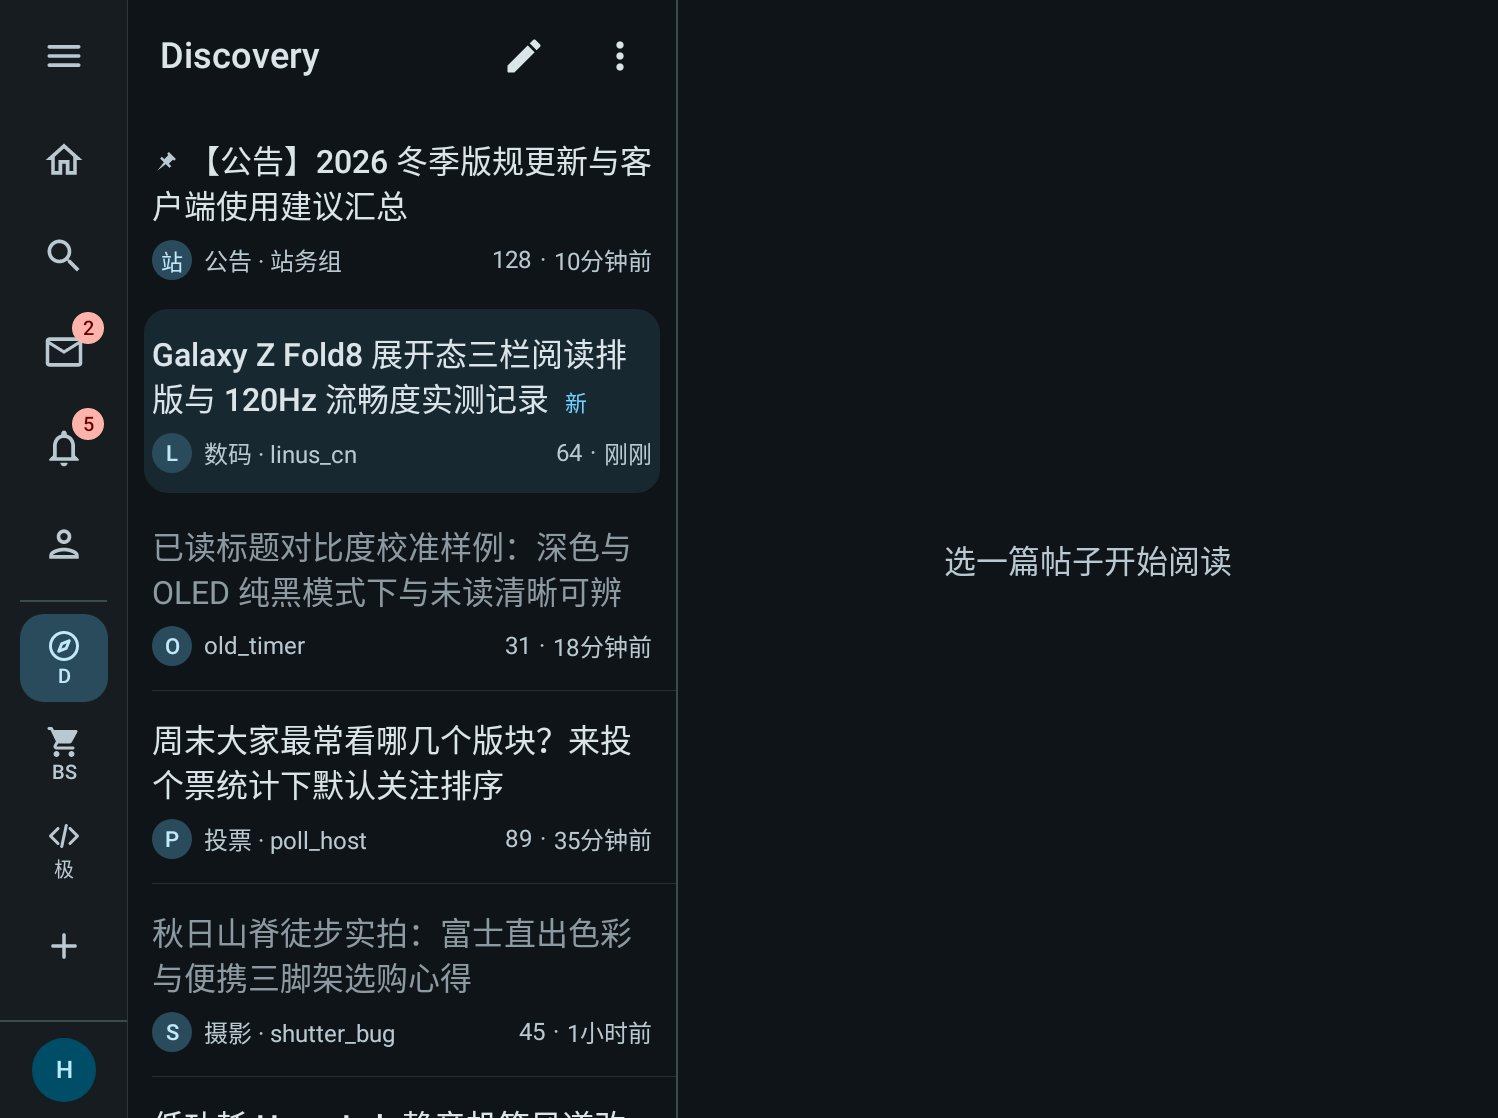 Discovery
【公告】2026 冬季版规更新与客
户端使用建议汇总
站 公告 · 站务组 128 · 10分钟前
Galaxy Z Fold8 展开态三栏阅读排
版与 120Hz 流畅度实测记录 新
L 数码 · linus_cn 64 · 刚刚
已读标题对比度校准样例：深色与
OLED 纯黑模式下与未读清晰可辨
O old_timer 31 · 18分钟前
周末大家最常看哪几个版块？来投
个票统计下默认关注排序
P 投票 · poll_host 89 · 35分钟前
秋日山脊徒步实拍：富士直出色彩
与便携三脚架选购心得
S 摄影 · shutter_bug 45 · 1小时前
2
5
D
BS
极
H
选一篇帖子开始阅读